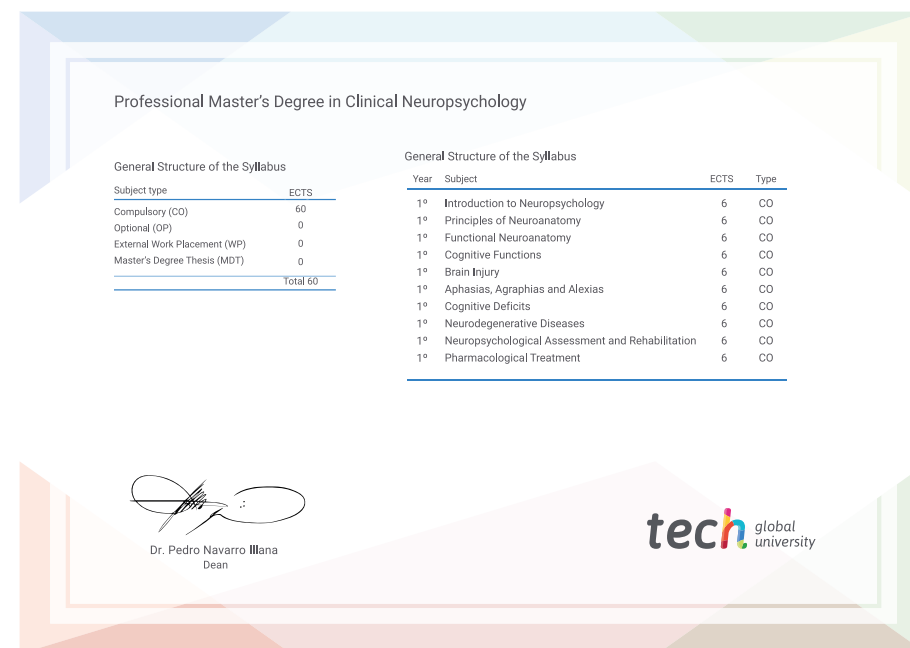 Professional Master's Degree in Clinical Neuropsychology
General Structure of the Syllabus
Subject type ECTS
Compulsory (CO) 60
Optional (OP) 0
External Work Placement (WP) 0
Master's Degree Thesis (MDT) 0
Total 60
General Structure of the Syllabus
Year Subject ECTS Type
1º Introduction to Neuropsychology 6 CO
1º Principles of Neuroanatomy 6 CO
1º Functional Neuroanatomy 6 CO
1º Cognitive Functions 6 CO
1º Brain Injury 6 CO
1º Aphasias, Agraphias and Alexias 6 CO
1º Cognitive Deficits 6 CO
1º Neurodegenerative Diseases 6 CO
1º Neuropsychological Assessment and Rehabilitation 6 CO
1º Pharmacological Treatment 6 CO
Dr. Pedro Navarro Illana
Dean
tech global
university